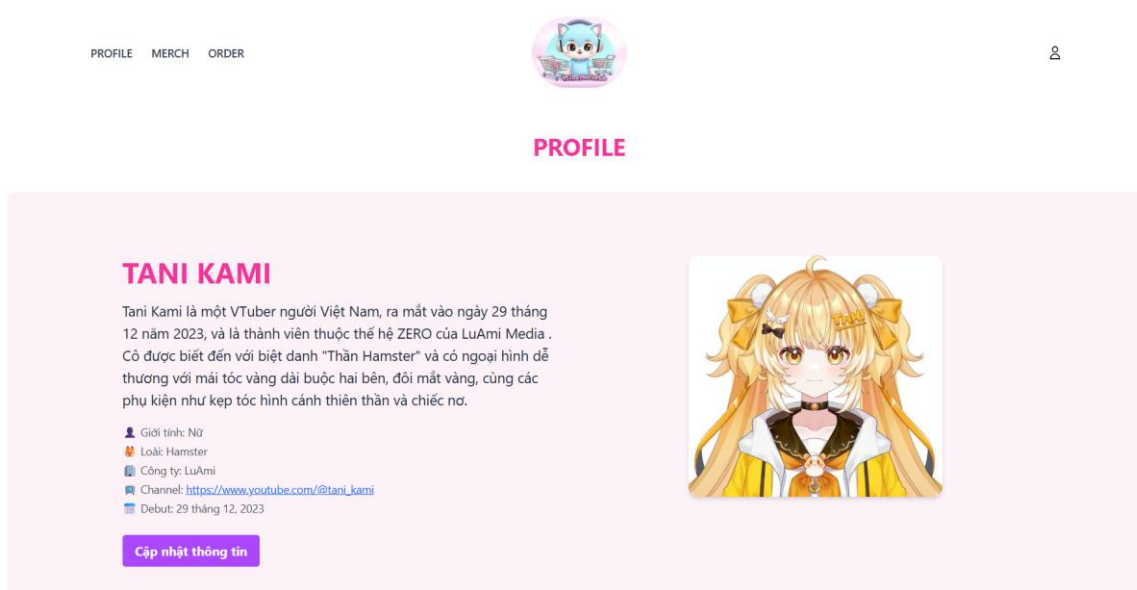 PROFILE MERCH ORDER
PROFILE
TANI KAMI
Tani Kami là một VTuber người Việt Nam, ra mắt vào ngày 29 tháng
12 năm 2023, và là thành viên thuộc thế hệ ZERO của LuAmi Media .
Cô được biết đến với biệt danh "Thần Hamster" và có ngoại hình dễ
thương với mái tóc vàng dài buộc hai bên, đôi mắt vàng, cùng các
phụ kiện như kẹp tóc hình cánh thiên thần và chiếc nơ.
TANI
Giới tính: Nữ
Loài: Hamster
Công ty: LuAmi
Channel: https://www.youtube.com/@tani_kami
Debut: 29 tháng 12, 2023
Cập nhật thông tin